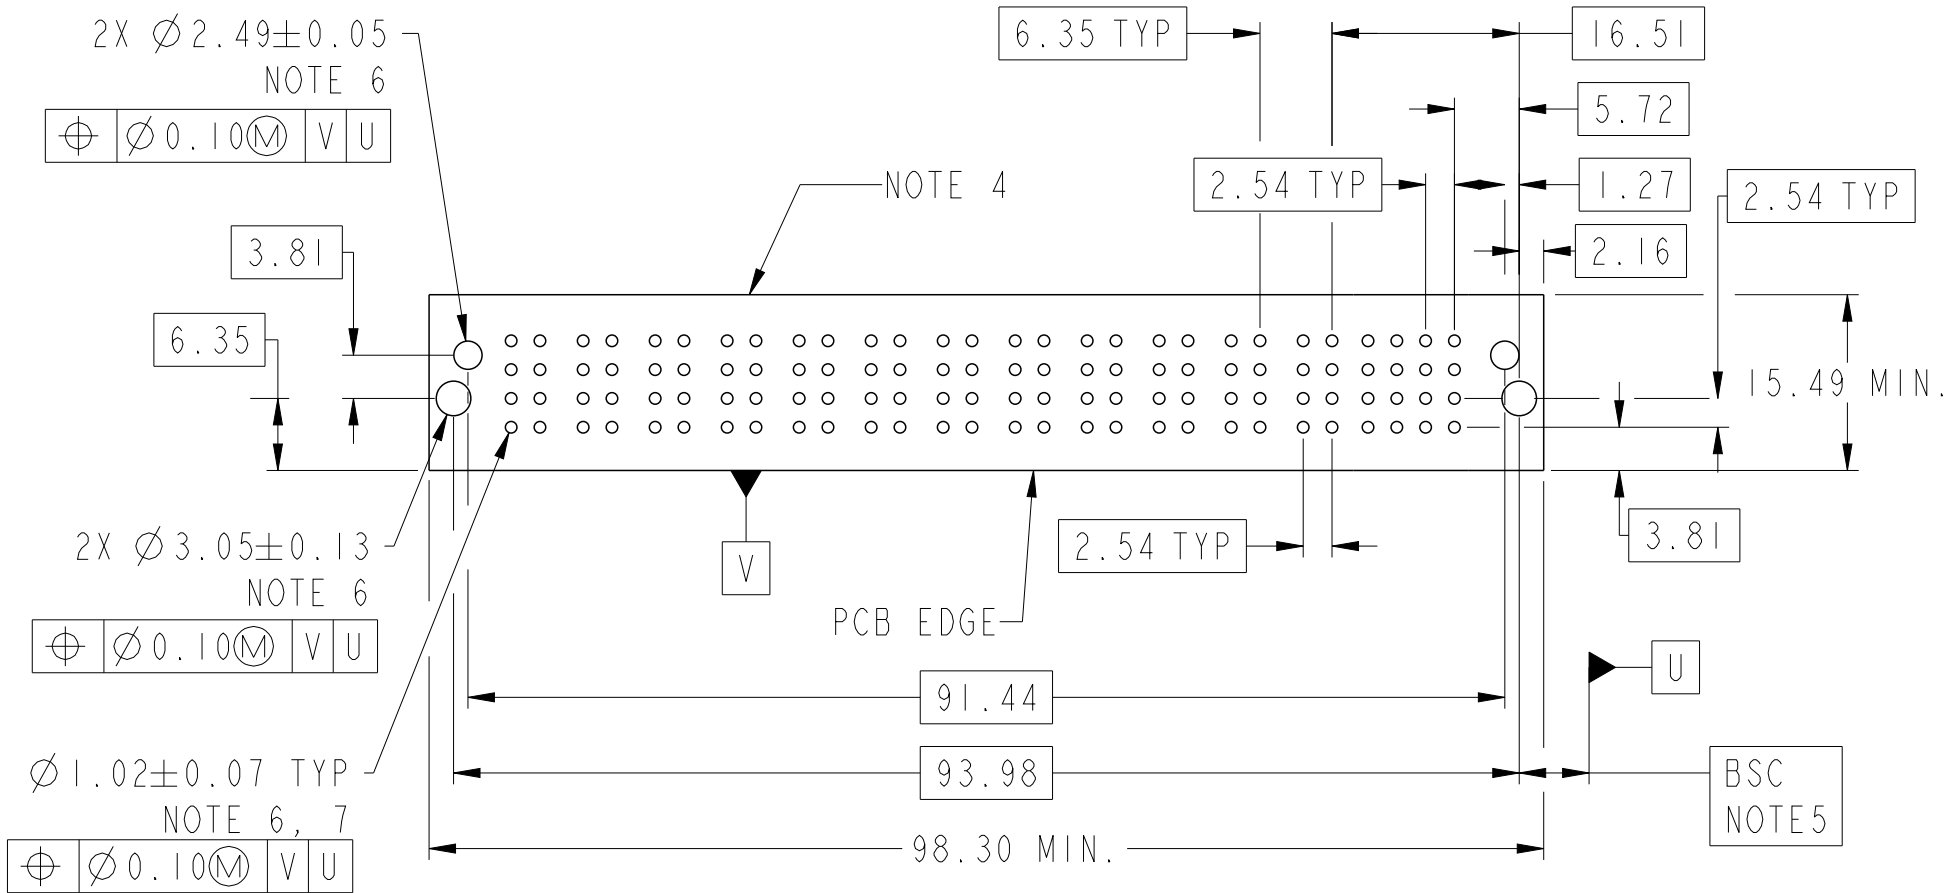 2X ∅2.49±0.05
NOTE 6
⌖ ∅0.10Ⓜ V U
6.35 TYP
16.51
5.72
2.54 TYP
1.27
2.54 TYP
2.16
NOTE 4
3.81
6.35
15.49 MIN.
2X ∅3.05±0.13
NOTE 6
⌖ ∅0.10Ⓜ V U
V
2.54 TYP
3.81
PCB EDGE
U
91.44
∅1.02±0.07 TYP
NOTE 6, 7
⌖ ∅0.10Ⓜ V U
93.98
BSC
NOTE5
98.30 MIN.